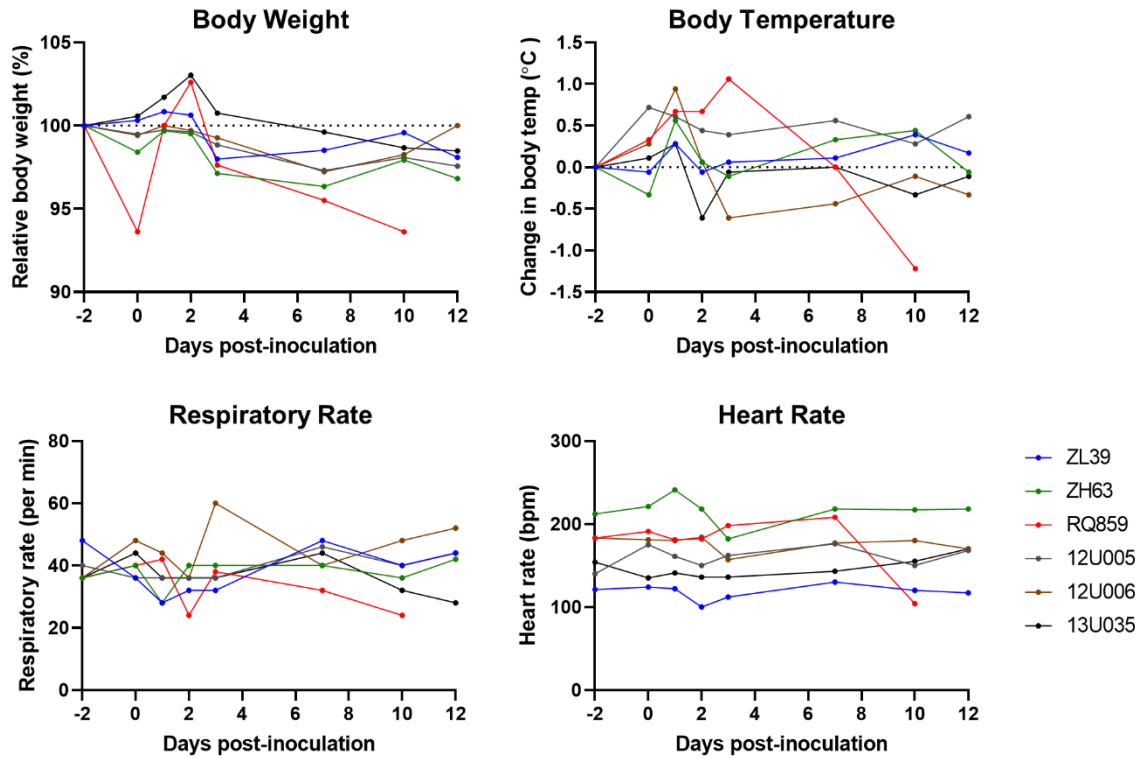 Body Weight
Relative body weight (%)
105
100
95
90
-2 0 2 4 6 8 10 12
Days post-inoculation
Body Temperature
Change in body temp (°C)
1.5
1.0
0.5
0.0
-0.5
-1.0
-1.5
-2 0 2 4 6 8 10 12
Days post-inoculation
Respiratory Rate
Respiratory rate (per min)
80
60
40
20
0
-2 0 2 4 6 8 10 12
Days post-inoculation
Heart Rate
Heart rate (bpm)
300
200
100
0
-2 0 2 4 6 8 10 12
Days post-inoculation
ZL39
ZH63
RQ859
12U005
12U006
13U035